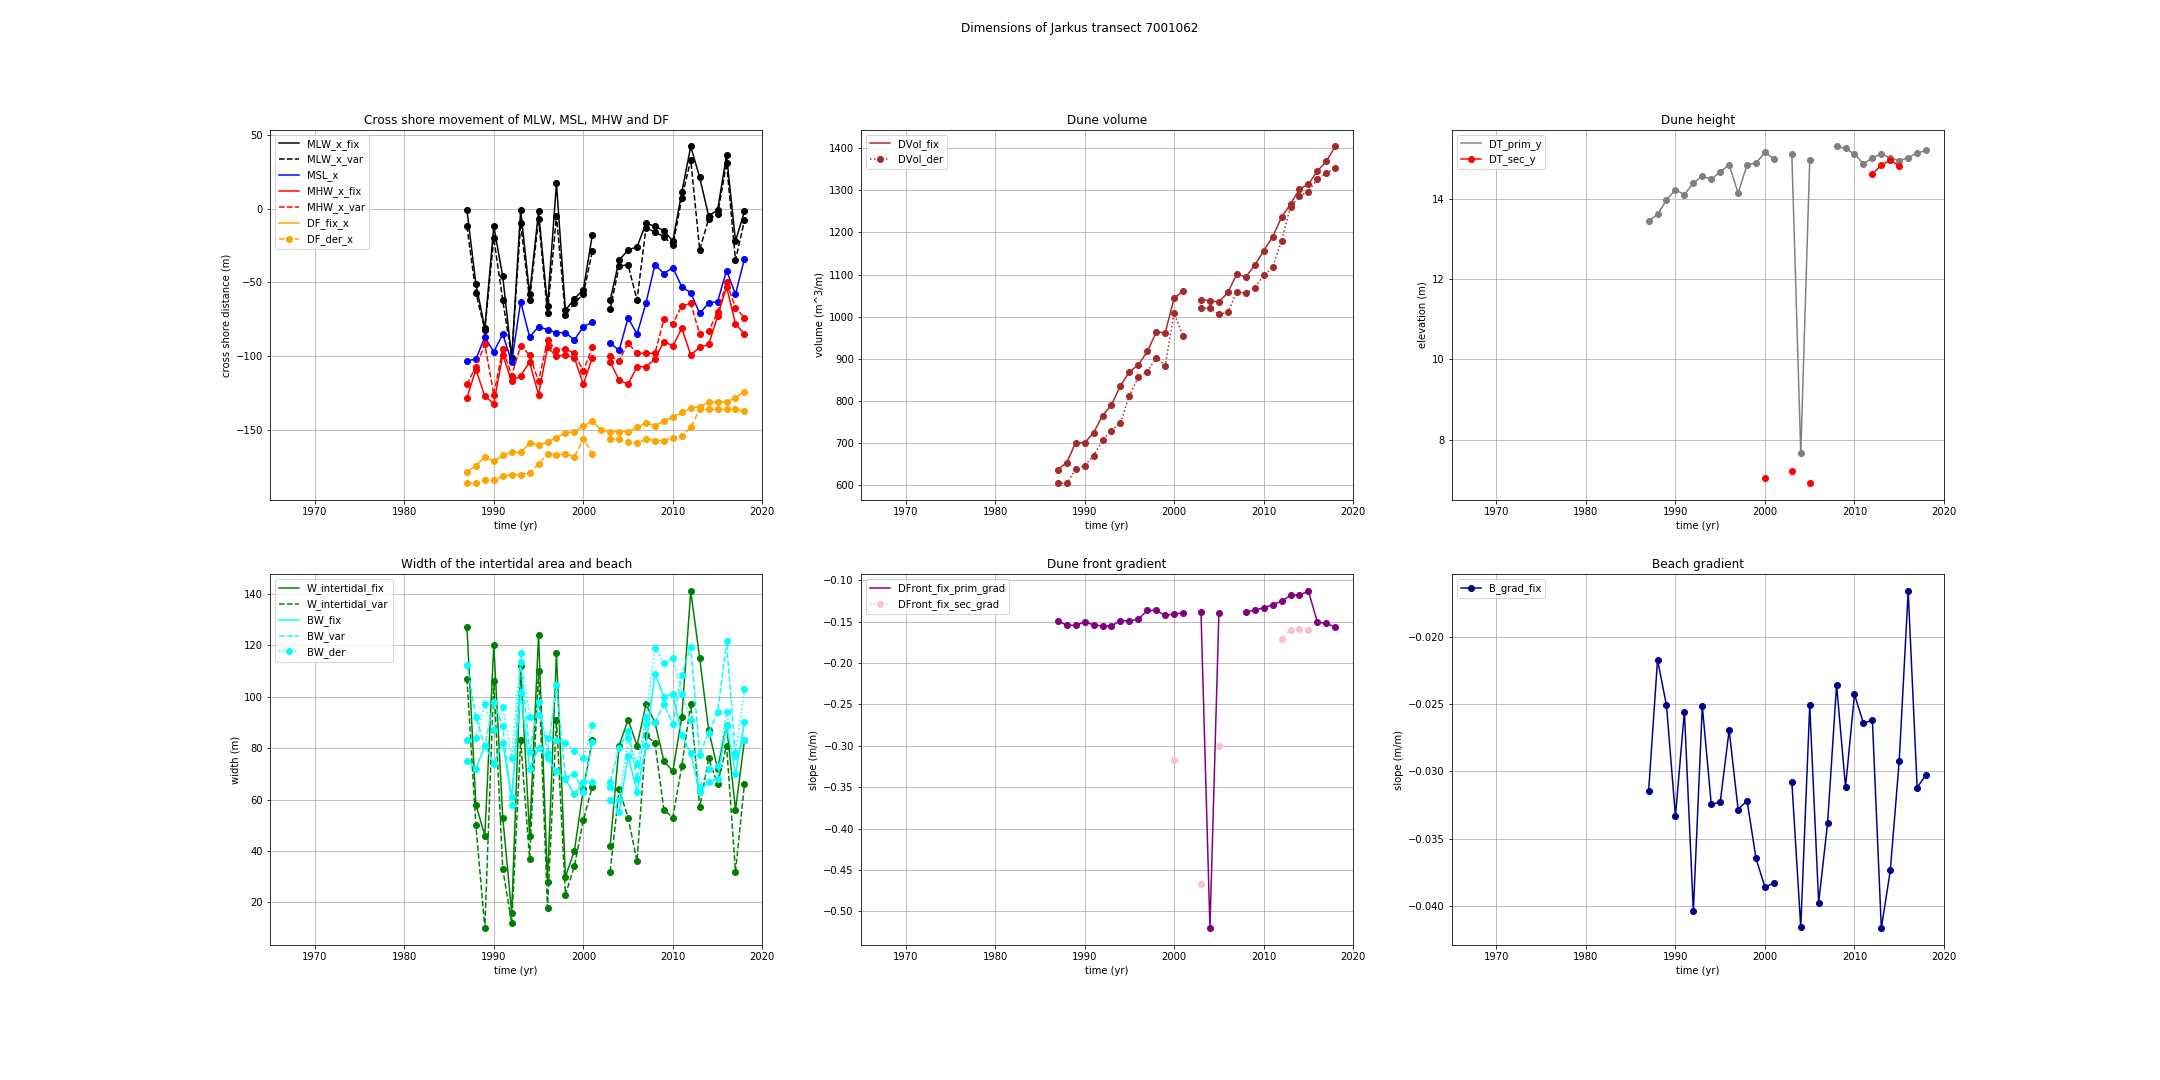 Dimensions of Jarkus transect 7001062
Cross shore movement of MLW, MSL, MHW and DF
50
0
−50
−100
−150
cross shore distance (m)
MLW_x_fix
MLW_x_var
MSL_x
MHW_x_fix
MHW_x_var
DF_fix_x
DF_der_x
1970 1980 1990 2000 2010 2020
time (yr)
Dune volume
1400
1300
1200
1100
1000
900
800
700
600
volume (m^3/m)
DVol_fix
DVol_der
1970 1980 1990 2000 2010 2020
time (yr)
Dune height
14
12
10
8
elevation (m)
DT_prim_y
DT_sec_y
1970 1980 1990 2000 2010 2020
time (yr)
Width of the intertidal area and beach
140
120
100
80
60
40
20
width (m)
W_intertidal_fix
W_intertidal_var
BW_fix
BW_var
BW_der
1970 1980 1990 2000 2010 2020
time (yr)
Dune front gradient
−0.10
−0.15
−0.20
−0.25
−0.30
−0.35
−0.40
−0.45
−0.50
slope (m/m)
DFront_fix_prim_grad
DFront_fix_sec_grad
1970 1980 1990 2000 2010 2020
time (yr)
Beach gradient
−0.020
−0.025
−0.030
−0.035
−0.040
slope (m/m)
B_grad_fix
1970 1980 1990 2000 2010 2020
time (yr)